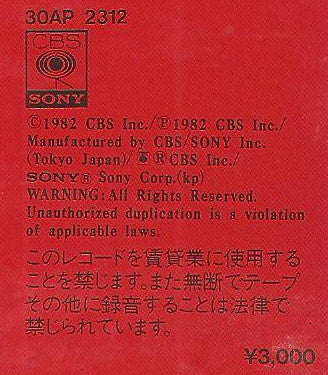 30AP 2312
CBS
SONY
©1982 CBS Inc./Ⓟ1982 CBS Inc./
Manufactured by CBS/SONY Inc.
(Tokyo Japan)/ ® CBS Inc./
SONY® Sony Corp.(kp)
WARNING: All Rights Reserved.
Unauthorized duplication is a violation
of applicable laws.
このレコードを賃貸業に使用する
ことを禁じます。また無断でテープ
その他に録音することは法律で
禁じられています。
¥3,000